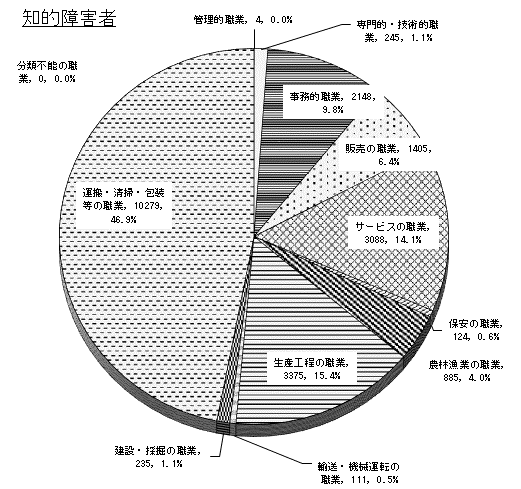 知的障害者
管理的職業, 4, 0.0%
専門的・技術的職
業, 245, 1.1%
分類不能の職
業, 0, 0.0%
事務的職業, 2148,
9.8%
販売の職業, 1405,
6.4%
運搬・清掃・包装
等の職業, 10279,
46.9%
サービスの職業,
3088, 14.1%
保安の職業,
124, 0.6%
農林漁業の職業,
885, 4.0%
生産工程の職業,
3375, 15.4%
建設・採掘の職業,
235, 1.1%
輸送・機械運転の
職業, 111, 0.5%